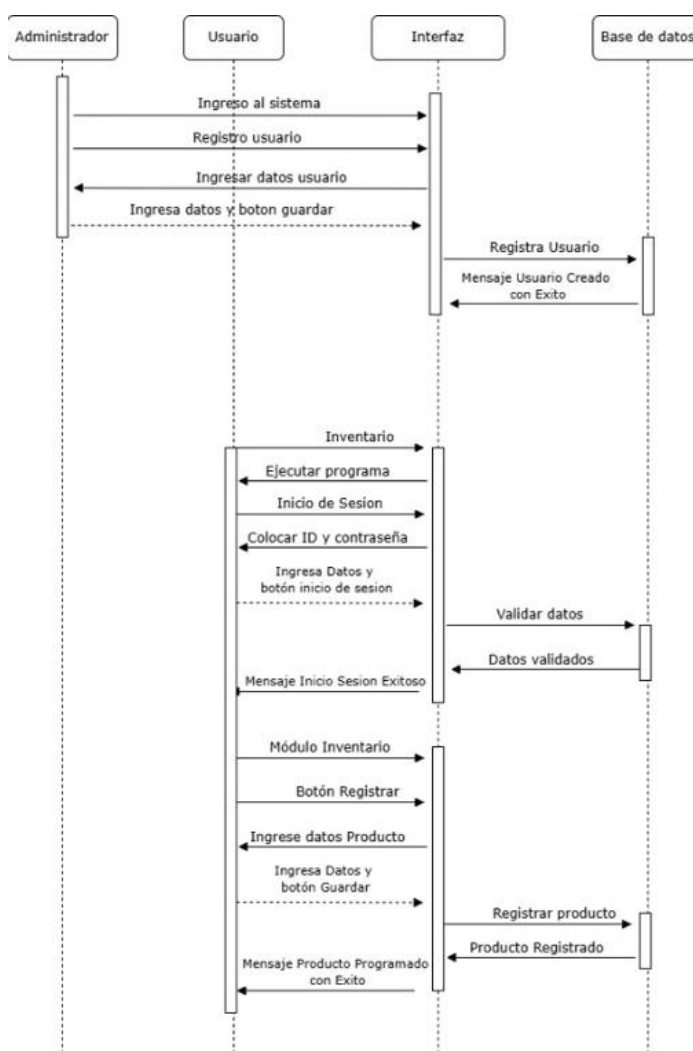 Administrador
Usuario
Interfaz
Base de datos
Ingreso al sistema
Registro usuario
Ingresar datos usuario
Ingresa datos y boton guardar
Registra Usuario
Mensaje Usuario Creado
con Exito
Inventario
Ejecutar programa
Inicio de Sesion
Colocar ID y contraseña
Ingresa Datos y
botón inicio de sesion
Validar datos
Datos validados
Mensaje Inicio Sesion Exitoso
Módulo Inventario
Botón Registrar
Ingrese datos Producto
Ingresa Datos y
botón Guardar
Registrar producto
Producto Registrado
Mensaje Producto Programado
con Exito